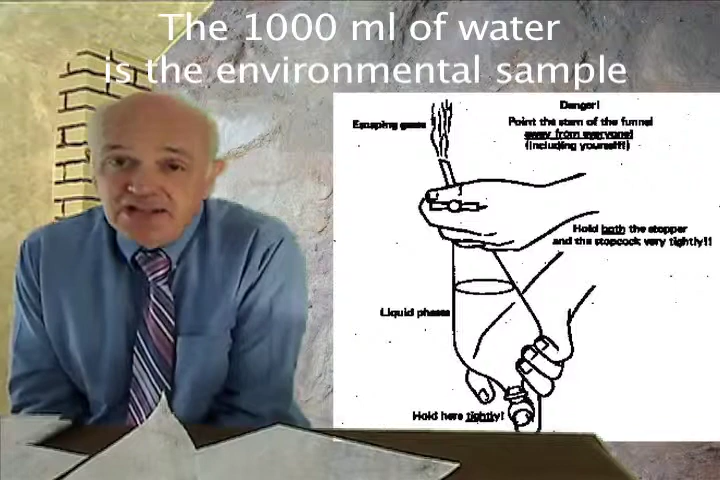 The 1000 ml of water
is the environmental sample
Danger!
Escaping gases
Point the stem of the funnel
away from everyone!
(including yourself!)
Hold both the stopper
and the stopcock very tightly!!
Liquid phases
Hold here tightly!